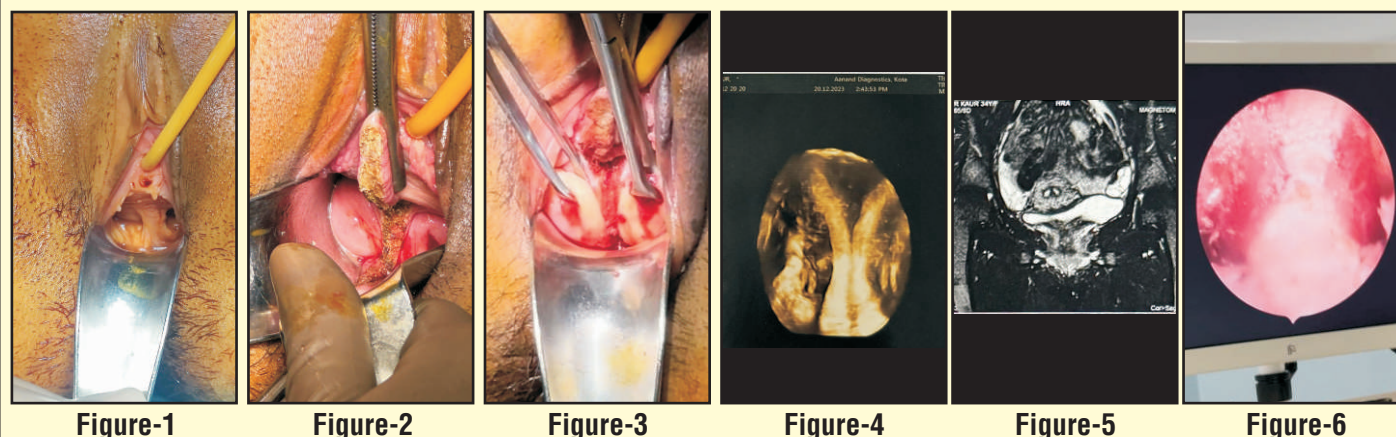 Aanand Diagnostics, Kota
20.12.2023 2:43:53 PM
HRA
R KAUR 34Y/F
MAGNETOM
Cor>Sag
Figure-1
Figure-2
Figure-3
Figure-4
Figure-5
Figure-6